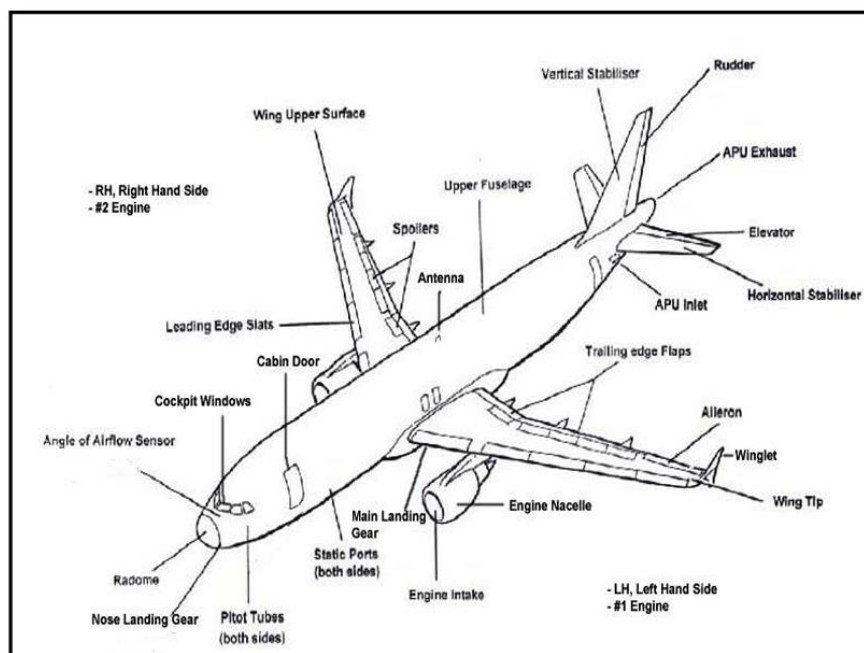 Rudder
Vertical Stabiliser
Wing Upper Surface
APU Exhaust
- RH, Right Hand Side
- #2 Engine
Upper Fuselage
Spoilers
Elevator
Antenna
Horizontal Stabiliser
APU Inlet
Leading Edge Slats
Trailing edge Flaps
Cabin Door
Cockpit Windows
Aileron
Angle of Airflow Sensor
Winglet
Wing Tip
Engine Nacelle
Main Landing
Gear
Static Ports
(both sides)
Radome
Engine Intake
- LH, Left Hand Side
- #1 Engine
Nose Landing Gear
Pitot Tubes
(both sides)